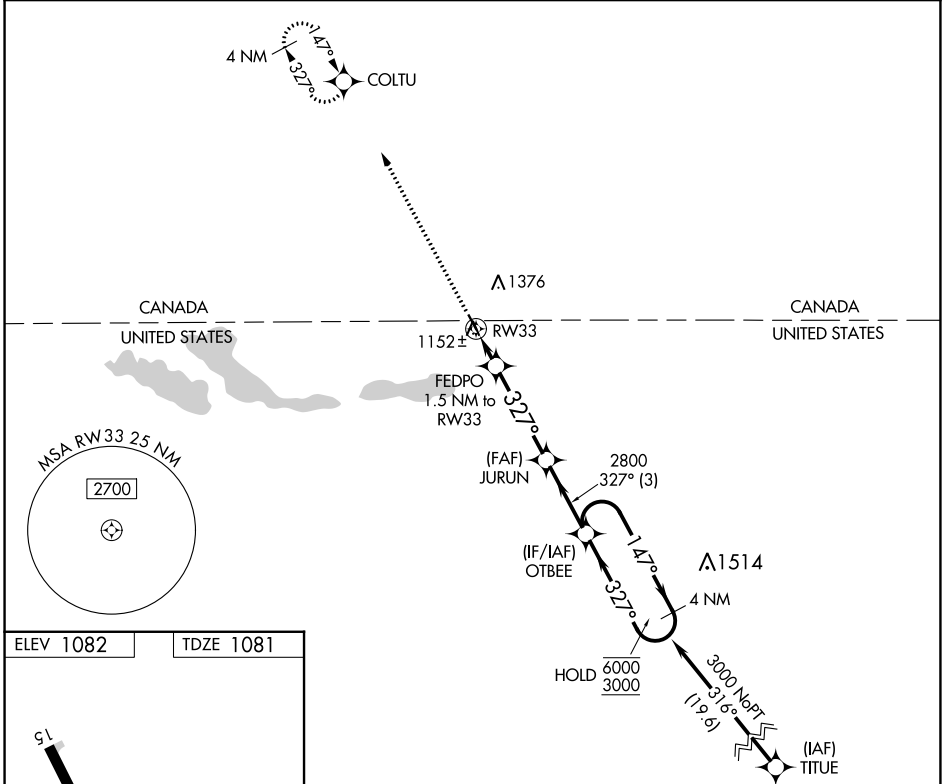 147°
4 NM
327°
COLTU
1376
CANADA
UNITED STATES
CANADA
UNITED STATES
RW33
1152±
FEDPO
1.5 NM to
RW33
327°
(FAF)
JURUN
2800
327° (3)
MSA RW33 25 NM
2700
(IF/IAF)
OTBEE
147°
327°
1514
4 NM
HOLD
6000
3000
3000 NoPT
316°
(19.6)
(IAF)
TITUE
ELEV 1082
TDZE 1081
15